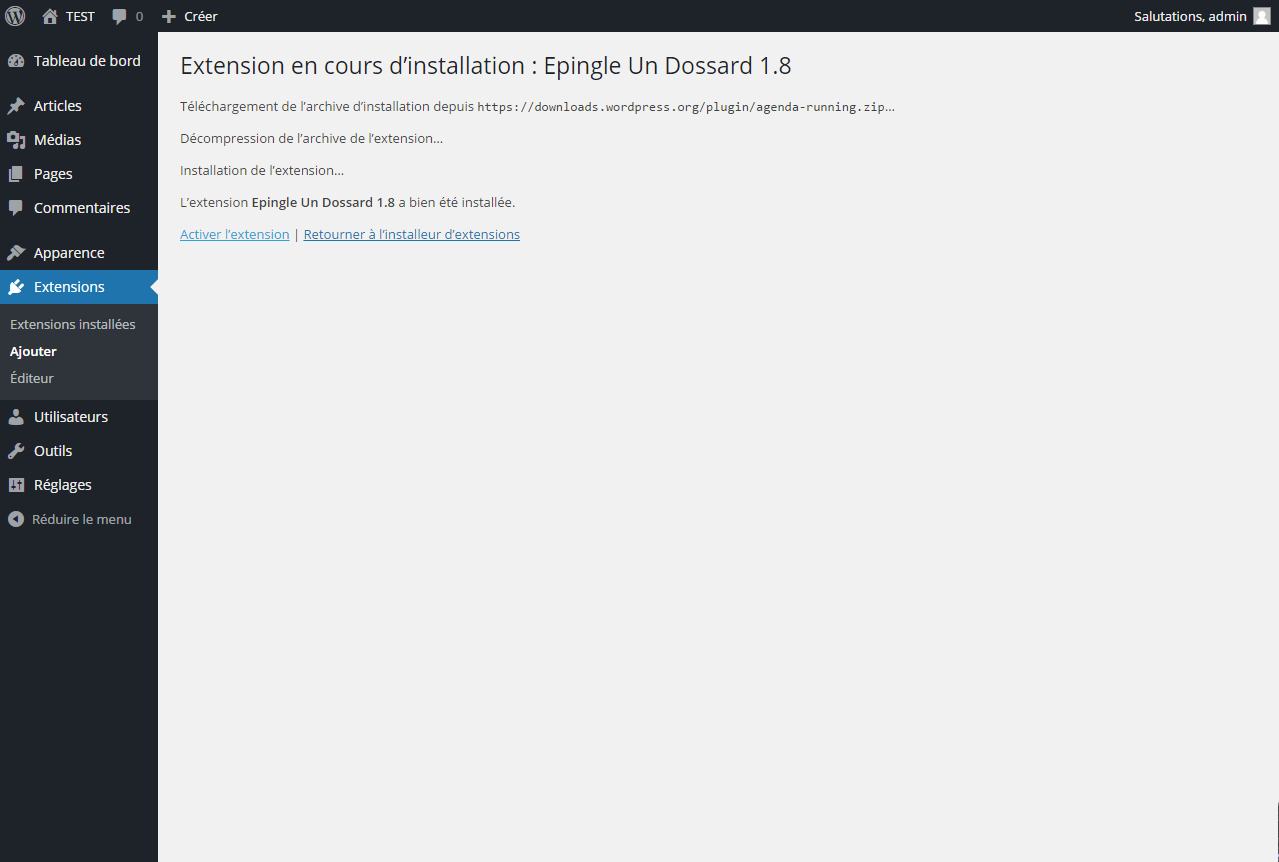 TEST 0 Créer Salutations, admin
Tableau de bord
Articles
Médias
Pages
Commentaires
Apparence
Extensions
Extensions installées
Ajouter
Éditeur
Utilisateurs
Outils
Réglages
Réduire le menu
Extension en cours d’installation : Epingle Un Dossard 1.8
Téléchargement de l’archive d’installation depuis https://downloads.wordpress.org/plugin/agenda-running.zip…
Décompression de l’archive de l’extension…
Installation de l’extension…
L’extension Epingle Un Dossard 1.8 a bien été installée.
Activer l’extension | Retourner à l’installeur d’extensions